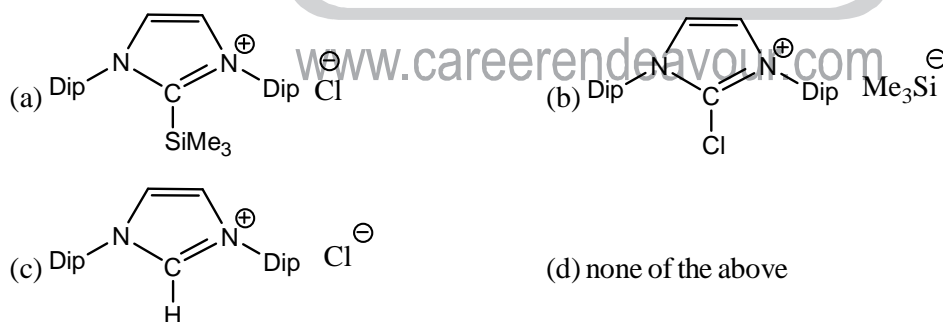 www.careerendeavour.com
(a) Dip N C N ⊕ Dip Cl ⊖
SiMe3
(b) Dip N C N ⊕ Dip Me3Si ⊖
Cl
(c) Dip N C N ⊕ Dip Cl ⊖
H
(d) none of the above